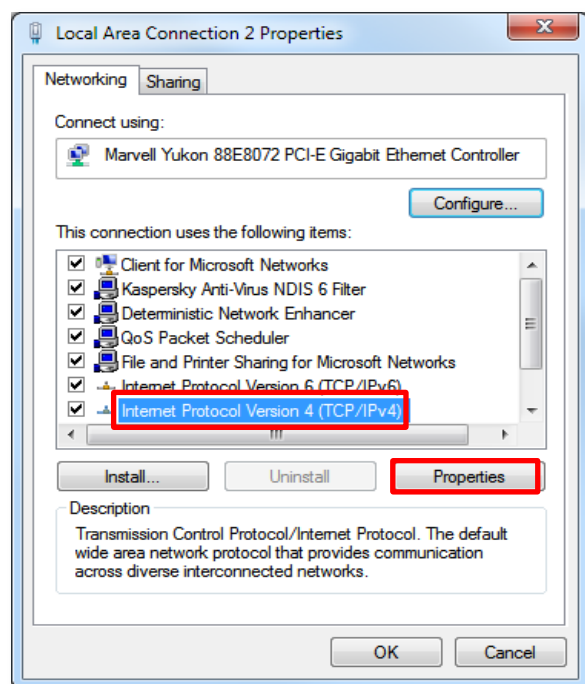 Local Area Connection 2 Properties
Networking Sharing
Connect using:
Marvell Yukon 88E8072 PCI-E Gigabit Ethernet Controller
Configure...
This connection uses the following items:
Client for Microsoft Networks
Kaspersky Anti-Virus NDIS 6 Filter
Deterministic Network Enhancer
QoS Packet Scheduler
File and Printer Sharing for Microsoft Networks
Internet Protocol Version 6 (TCP/IPv6)
Internet Protocol Version 4 (TCP/IPv4)
Install... Uninstall Properties
Description
Transmission Control Protocol/Internet Protocol. The default
wide area network protocol that provides communication
across diverse interconnected networks.
OK Cancel